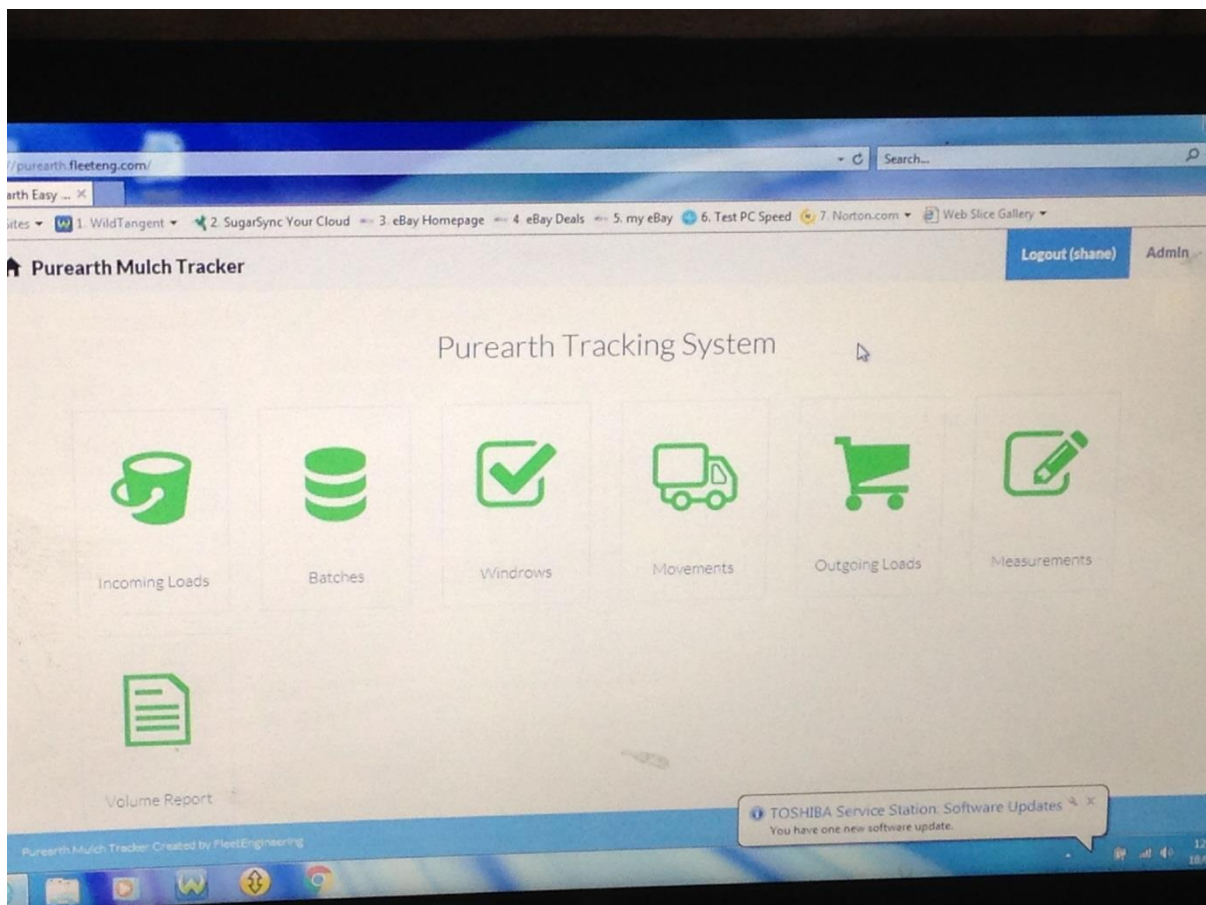 //purearth.fleeteng.com/
Search...
arth Easy ...
1. WildTangent 2. SugarSync Your Cloud 3. eBay Homepage 4 eBay Deals 5. my eBay 6. Test PC Speed 7. Norton.com Web Slice Gallery
Purearth Mulch Tracker
Logout (shane) Admin
Purearth Tracking System
Incoming Loads
Batches
Windrows
Movements
Outgoing Loads
Measurements
Volume Report
TOSHIBA Service Station: Software Updates
You have one new software update.
Purearth Mulch Tracker Created by FleetEngineering
12